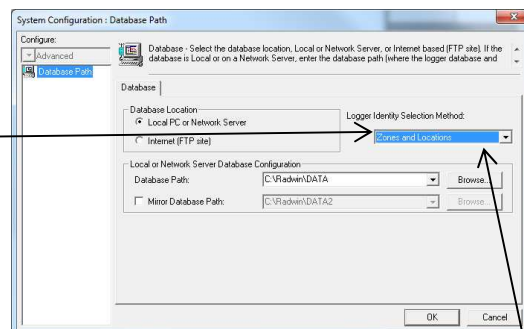 System Configuration : Database Path
Configure:
Advanced
Database Path
Database - Select the database location, Local or Network Server, or Internet based (FTP site). If the
database is Local or on a Network Server, enter the database path (where the logger database and
Database
Database Location
Local PC or Network Server
Internet (FTP site)
Logger Identity Selection Method:
Zones and Locations
Local or Network Server Database Configuration
Database Path:
C:\Radwin\DATA
Browse...
Mirror Database Path:
C:\Radwin\DATA2
Browse...
OK
Cancel